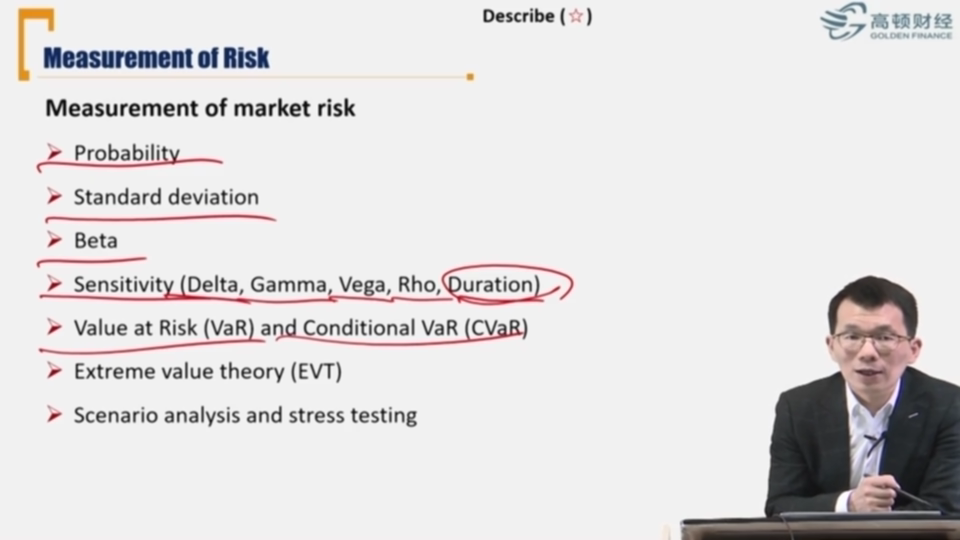 Describe (☆)
高顿财经
GOLDEN FINANCE
Measurement of Risk
Measurement of market risk
➢ Probability
➢ Standard deviation
➢ Beta
➢ Sensitivity (Delta, Gamma, Vega, Rho, Duration)
➢ Value at Risk (VaR) and Conditional VaR (CVaR)
➢ Extreme value theory (EVT)
➢ Scenario analysis and stress testing